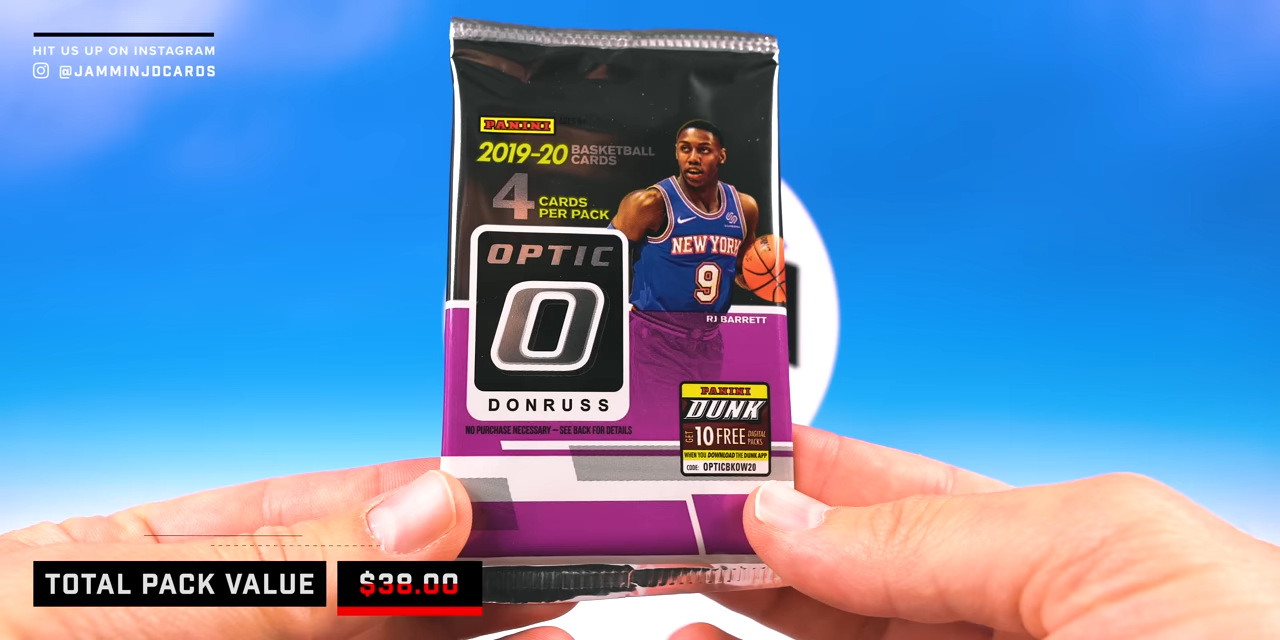 HIT US UP ON INSTAGRAM
@JAMMINJDCARDS
PANINI
2019-20 BASKETBALL CARDS
4 CARDS PER PACK
OPTIC
NEW YORK
9
RJ BARRETT
DONRUSS
NO PURCHASE NECESSARY – SEE BACK FOR DETAILS
PANINI
DUNK
GET 10 FREE DIGITAL PACKS
WHEN YOU DOWNLOAD THE DUNK APP
CODE: OPTICBKOW20
TOTAL PACK VALUE $38.00